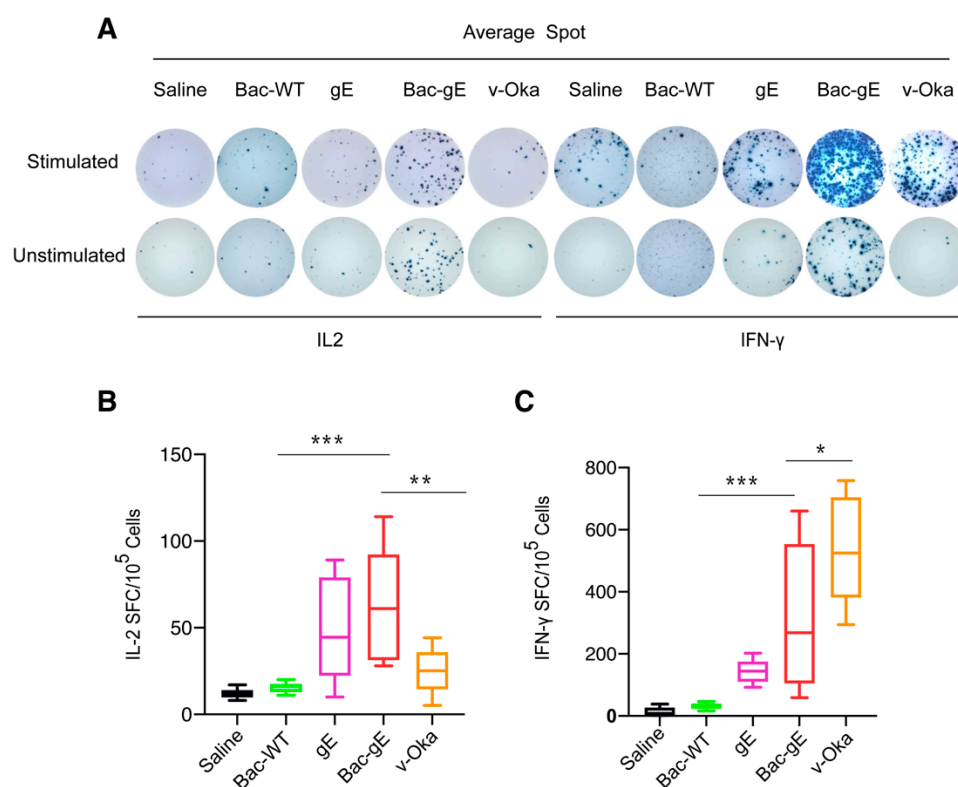 A
Average Spot
Saline Bac-WT gE Bac-gE v-Oka Saline Bac-WT gE Bac-gE v-Oka
Stimulated
Unstimulated
IL2 IFN-γ
B
IL-2 SFC/10⁵ Cells
150
100
50
0
***
**
Saline Bac-WT gE Bac-gE v-Oka
C
IFN-γ SFC/10⁵ Cells
800
600
400
200
0
***
*
Saline Bac-WT gE Bac-gE v-Oka